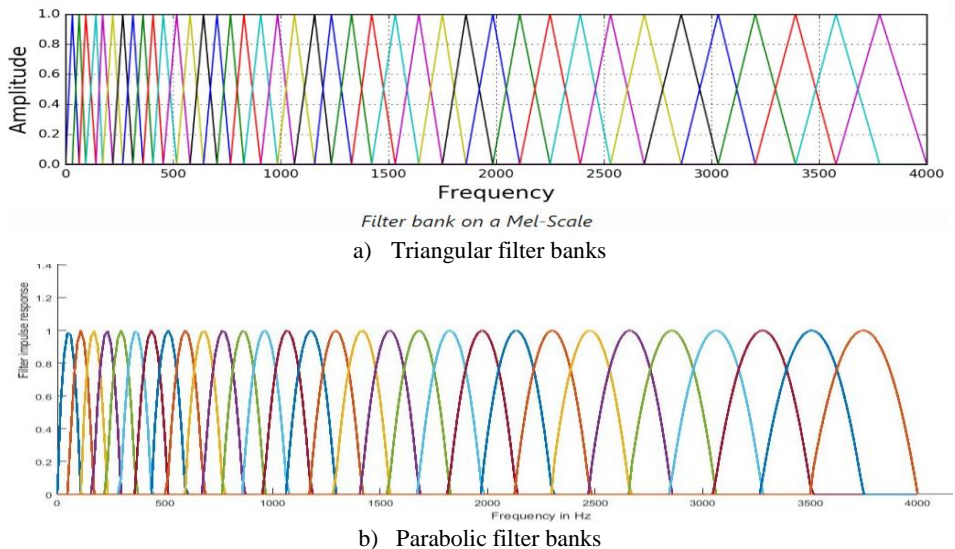 1.0
0.8
0.6
0.4
0.2
0.0
Amplitude
0 500 1000 1500 2000 2500 3000 3500 4000
Frequency
Filter bank on a Mel-Scale
a) Triangular filter banks
1.4
1.2
1
0.8
0.6
0.4
0.2
0
Filter impulse response
0 500 1000 1500 2000 2500 3000 3500 4000
Frequency in Hz
b) Parabolic filter banks